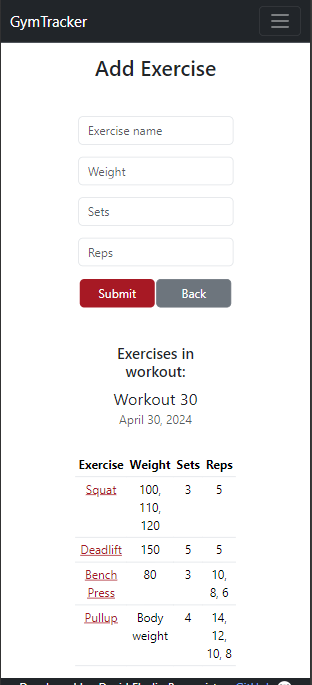 GymTracker
Add Exercise
Exercise name
Weight
Sets
Reps
Submit Back
Exercises in
workout:
Workout 30
April 30, 2024
Exercise Weight Sets Reps
Squat 100, 3 5
110,
120
Deadlift 150 5 5
Bench 80 3 10,
Press 8, 6
Pullup Body 4 14,
weight 12,
10, 8